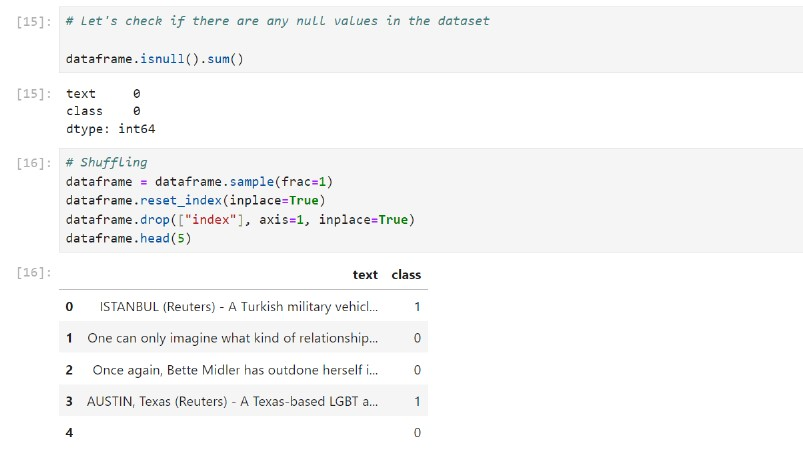 [15]: # Let's check if there are any null values in the dataset
dataframe.isnull().sum()
[15]: text 0
class 0
dtype: int64
[16]: # Shuffling
dataframe = dataframe.sample(frac=1)
dataframe.reset_index(inplace=True)
dataframe.drop(["index"], axis=1, inplace=True)
dataframe.head(5)
[16]:
text class
0 ISTANBUL (Reuters) - A Turkish military vehicl... 1
1 One can only imagine what kind of relationship... 0
2 Once again, Bette Midler has outdone herself i... 0
3 AUSTIN, Texas (Reuters) - A Texas-based LGBT a... 1
4 0